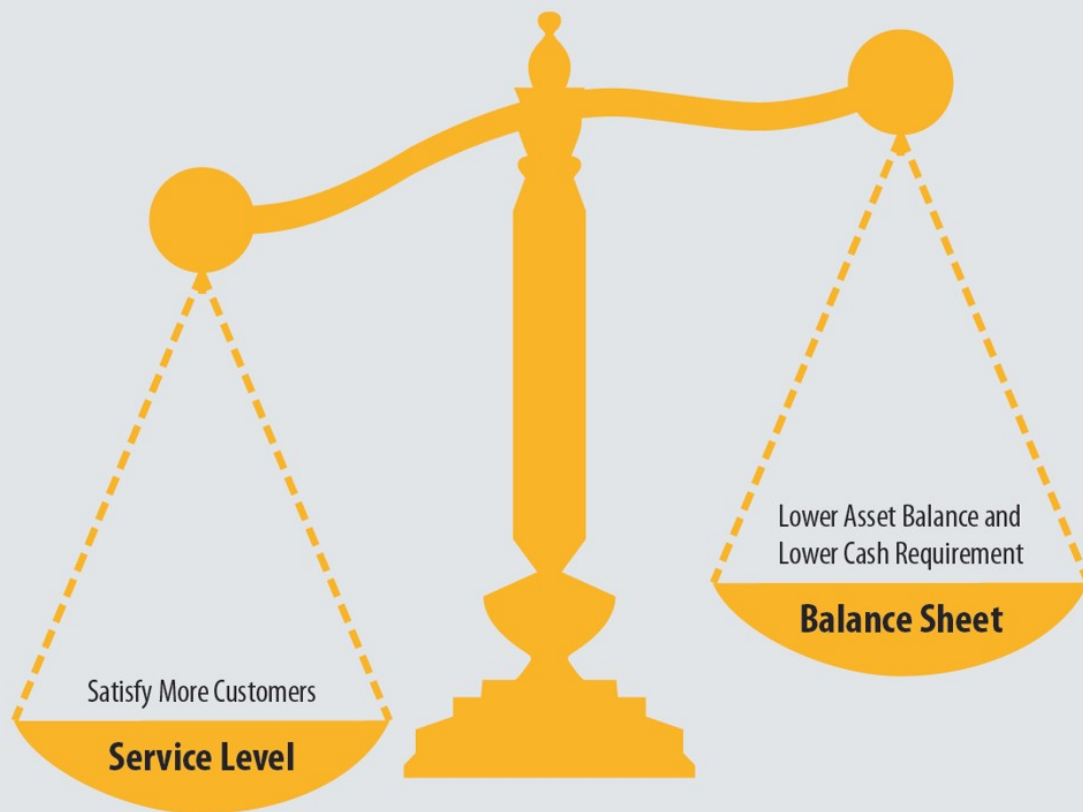 Lower Asset Balance and
Lower Cash Requirement
Balance Sheet
Satisfy More Customers
Service Level